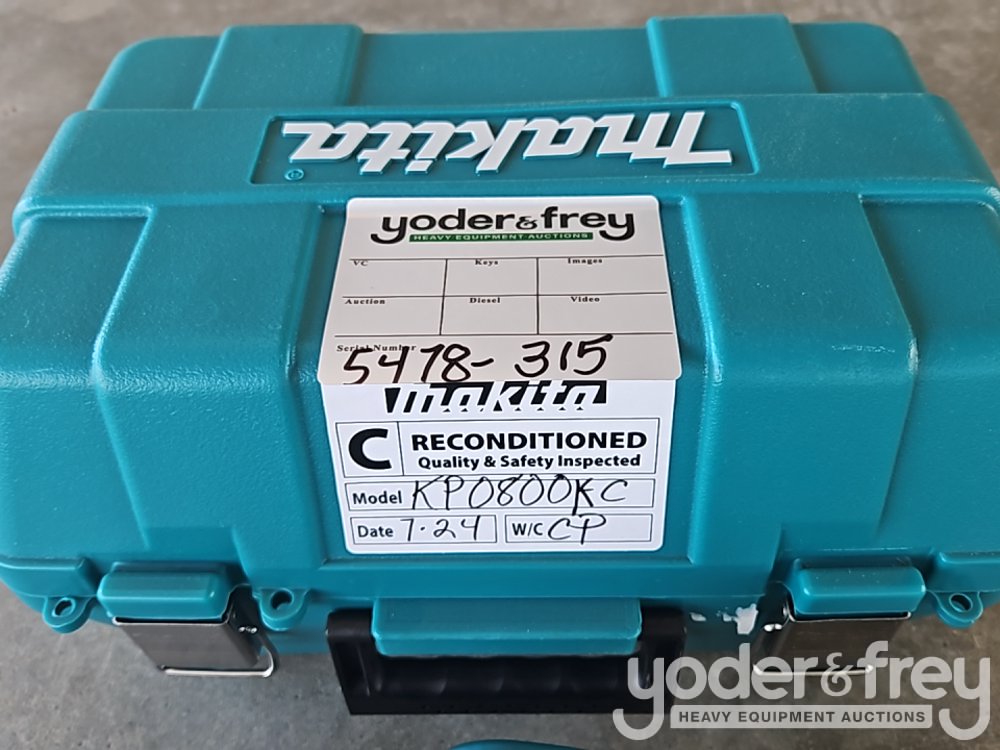 makita®
yoder&frey
HEAVY EQUIPMENT AUCTIONS
VC Keys Images
Auction Diesel Video
Serial Number
5478-315
makita
C RECONDITIONED
Quality & Safety Inspected
Model KP0800KC
Date 7.24 W/C CP
yoder&frey
HEAVY EQUIPMENT AUCTIONS